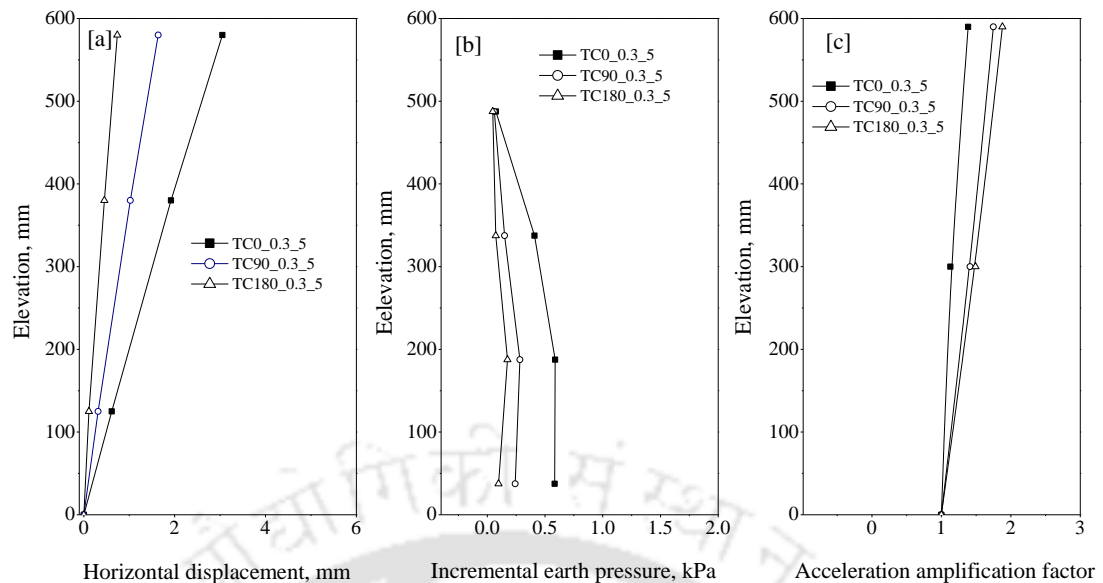 [a]
TC0_0.3_5
TC90_0.3_5
TC180_0.3_5
600
500
400
300
200
100
0
0
2
4
6
Elevation, mm
Horizontal displacement, mm
[b]
TC0_0.3_5
TC90_0.3_5
TC180_0.3_5
600
500
400
300
200
100
0
0.0
0.5
1.0
1.5
2.0
Eelevation, mm
Incremental earth pressure, kPa
[c]
TC0_0.3_5
TC90_0.3_5
TC180_0.3_5
600
500
400
300
200
100
0
0
1
2
3
Elevation, mm
Acceleration amplification factor